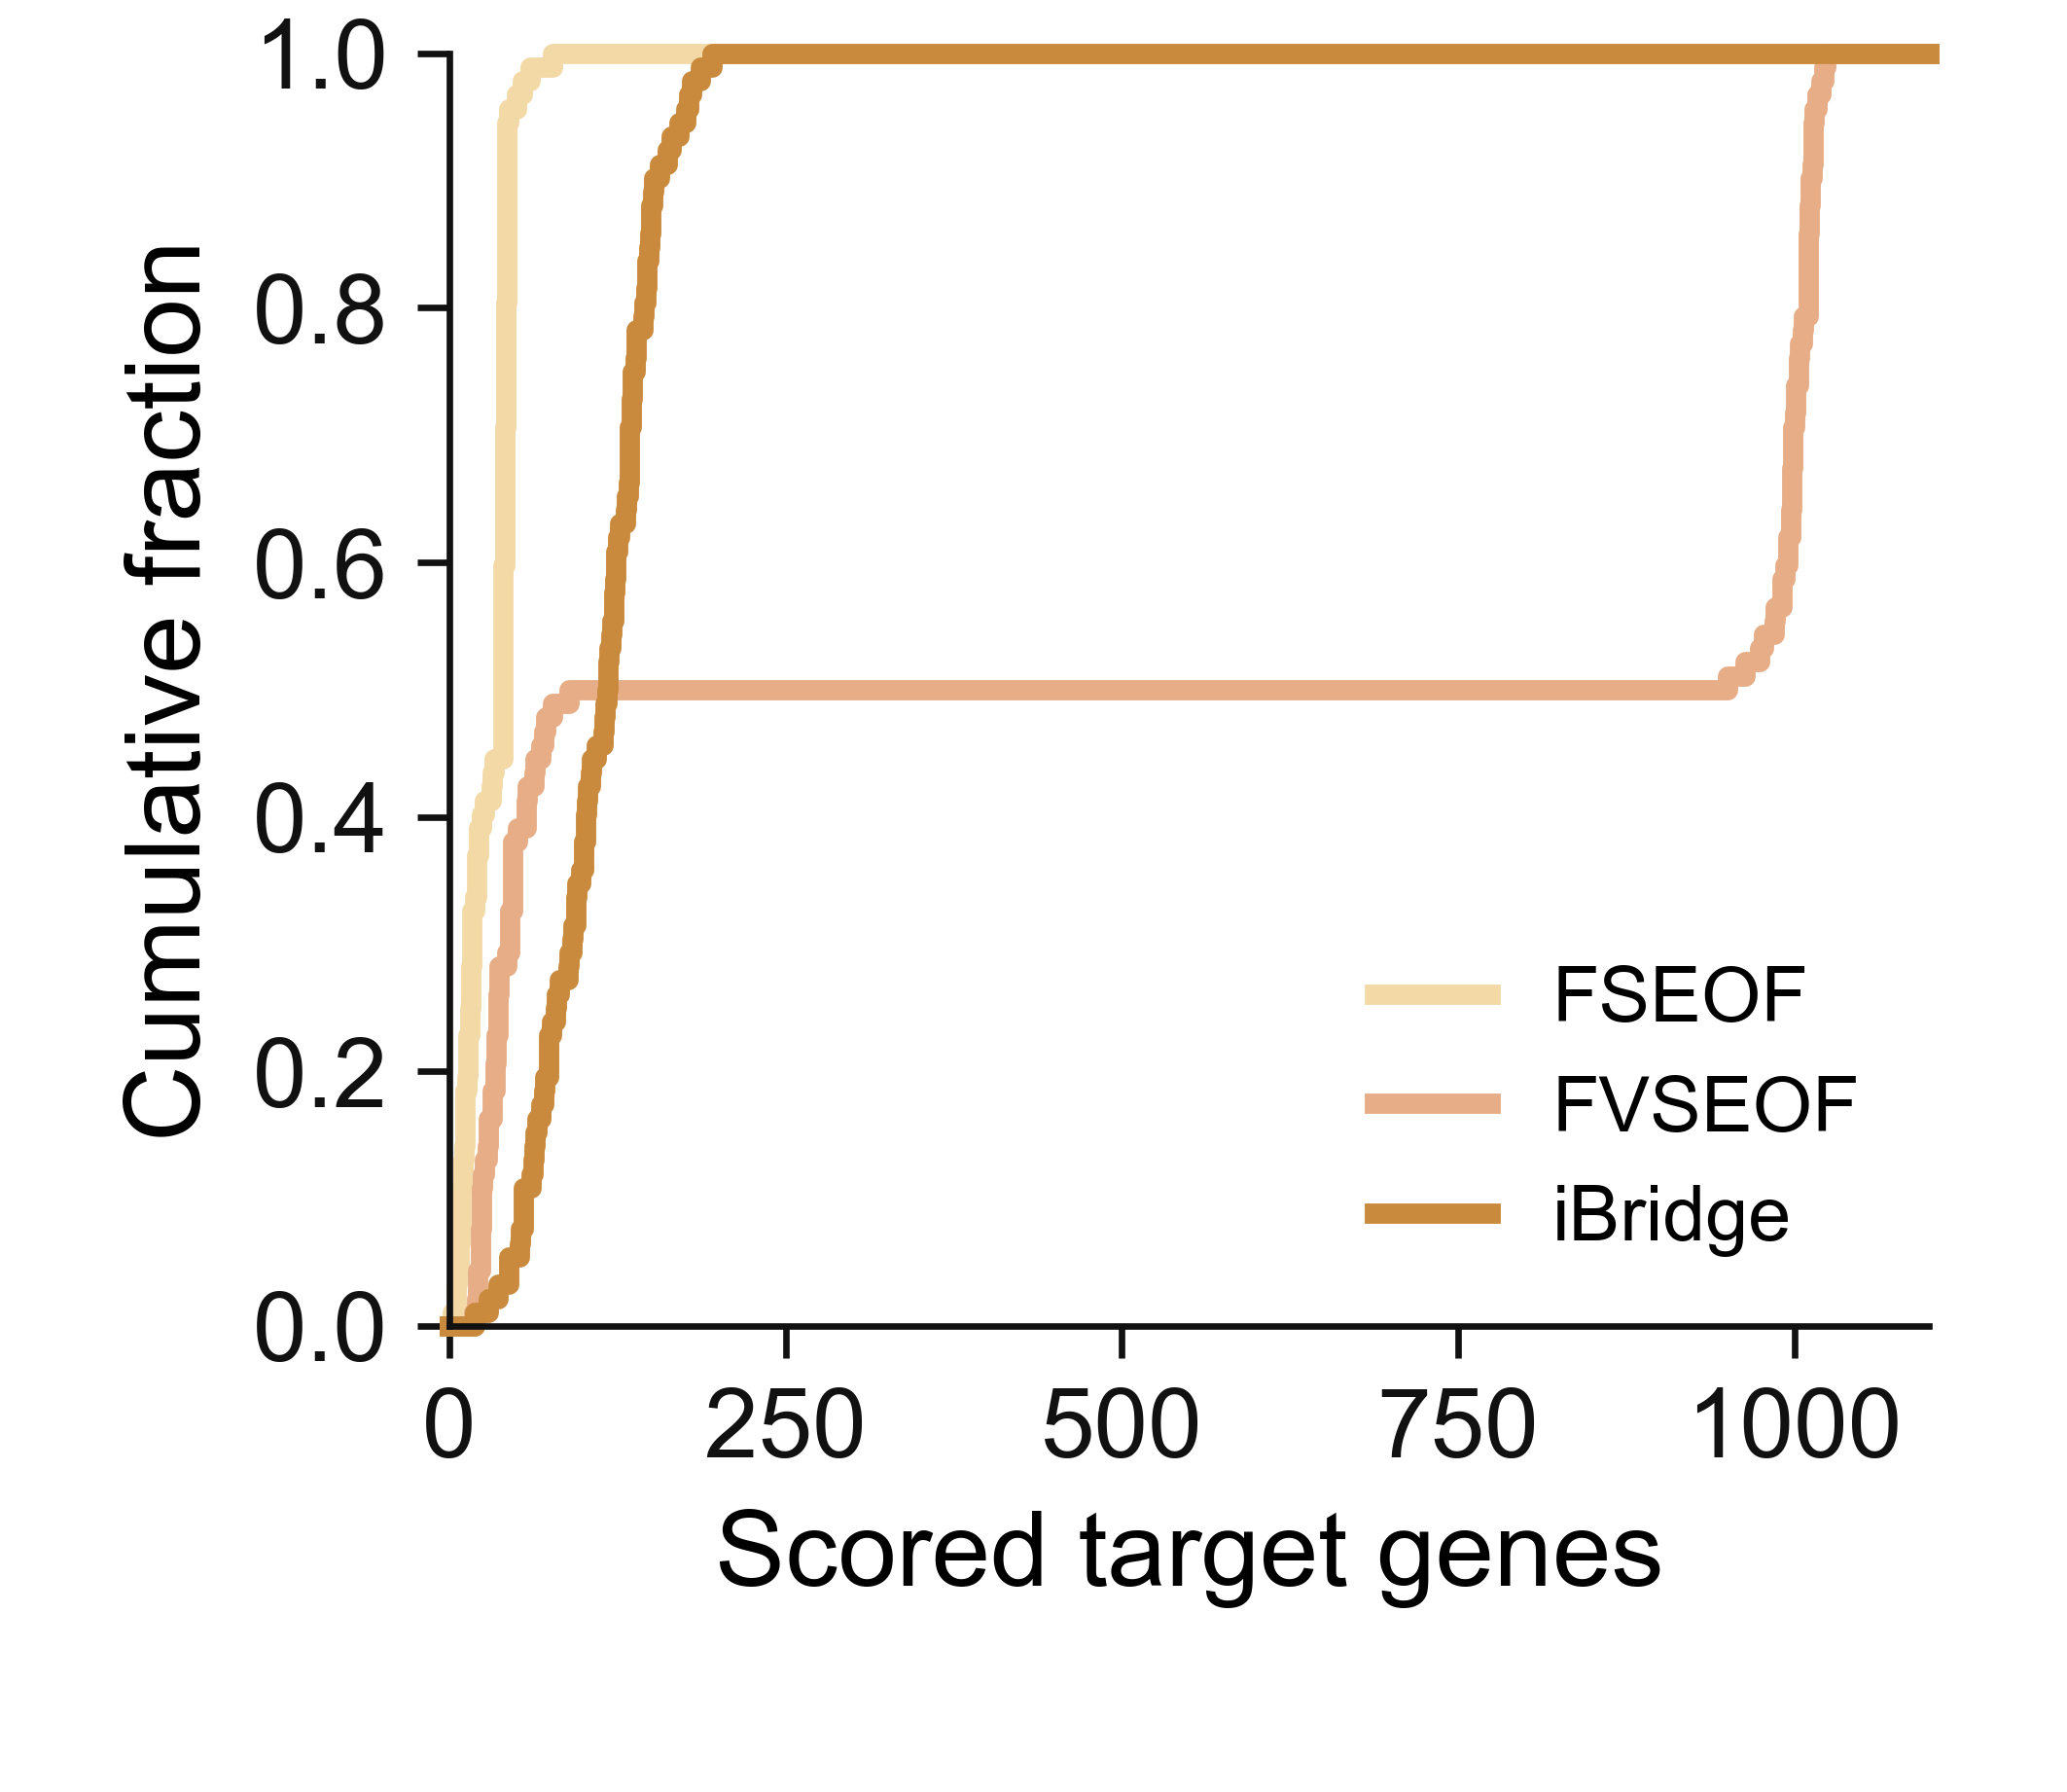 1.0
0.8
0.6
0.4
0.2
0.0
Cumulative fraction
0 250 500 750 1000
Scored target genes
FSEOF
FVSEOF
iBridge